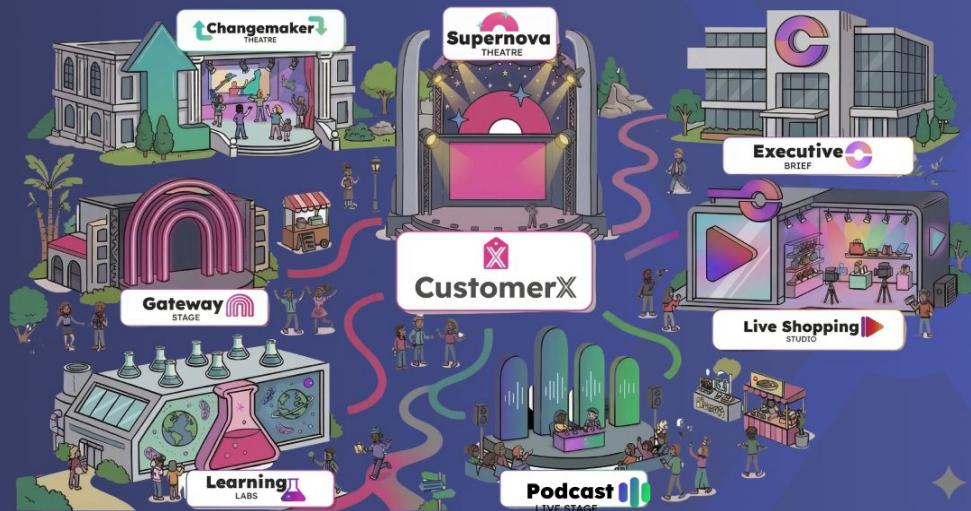 Changemaker
THEATRE
Supernova
THEATRE
Executive
BRIEF
CustomerX
Gateway
STAGE
Live Shopping
STUDIO
Learning
LABS
Podcast
LIVE STAGE